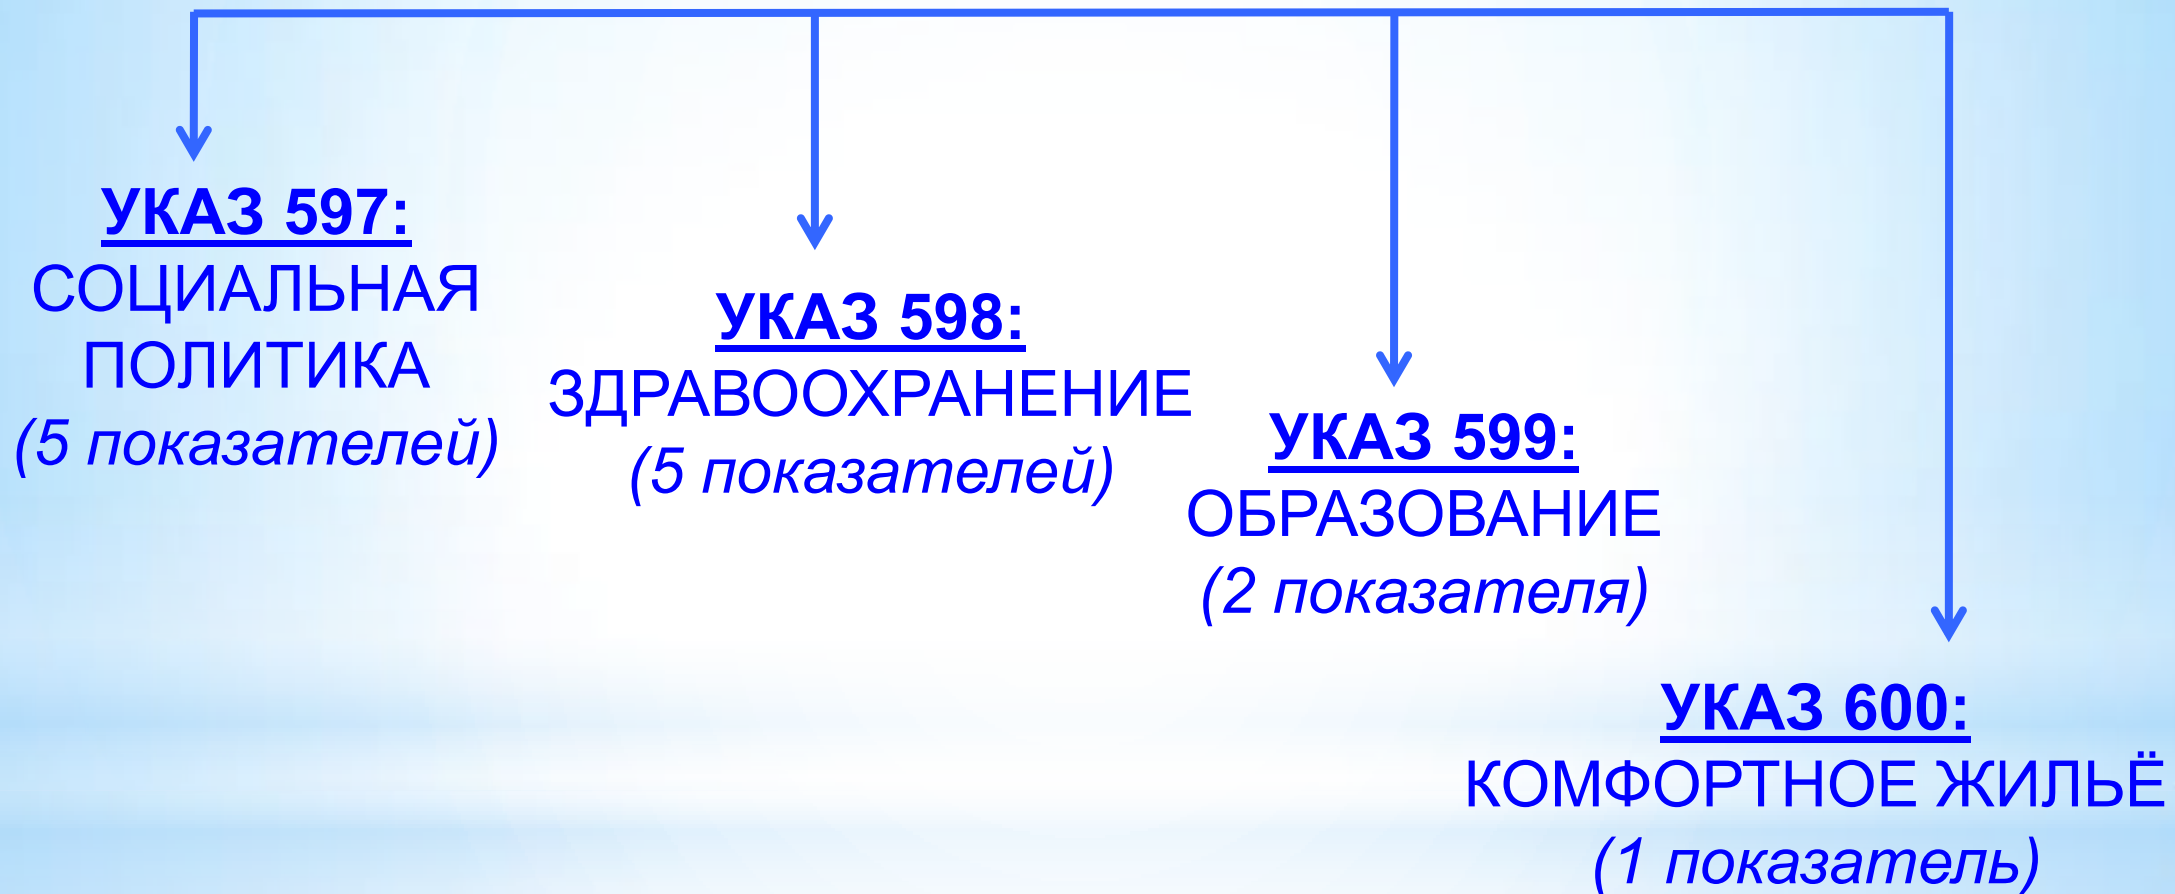 УКАЗ 597:
СОЦИАЛЬНАЯ
ПОЛИТИКА
(5 показателей)
УКАЗ 598:
ЗДРАВООХРАНЕНИЕ
(5 показателей)
УКАЗ 599:
ОБРАЗОВАНИЕ
(2 показателя)
УКАЗ 600:
КОМФОРТНОЕ ЖИЛЬЁ
(1 показатель)